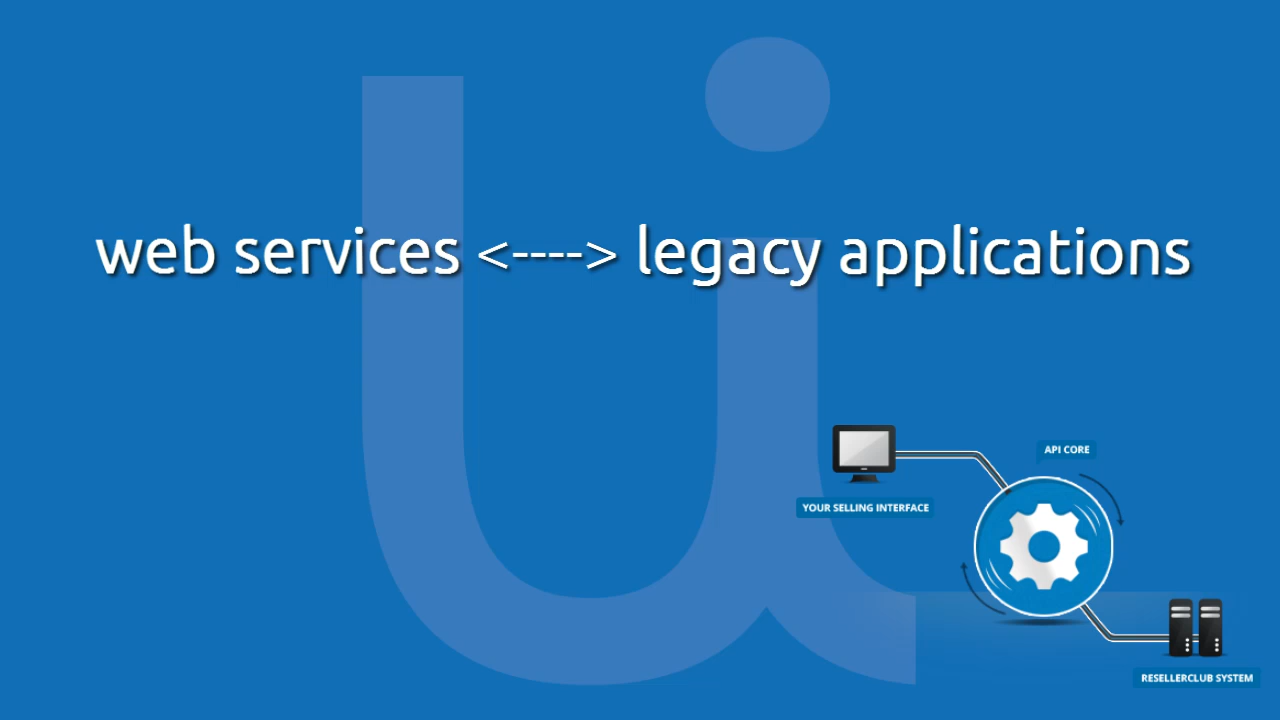 web services <----> legacy applications
API CORE
YOUR SELLING INTERFACE
RESELLERCLUB SYSTEM